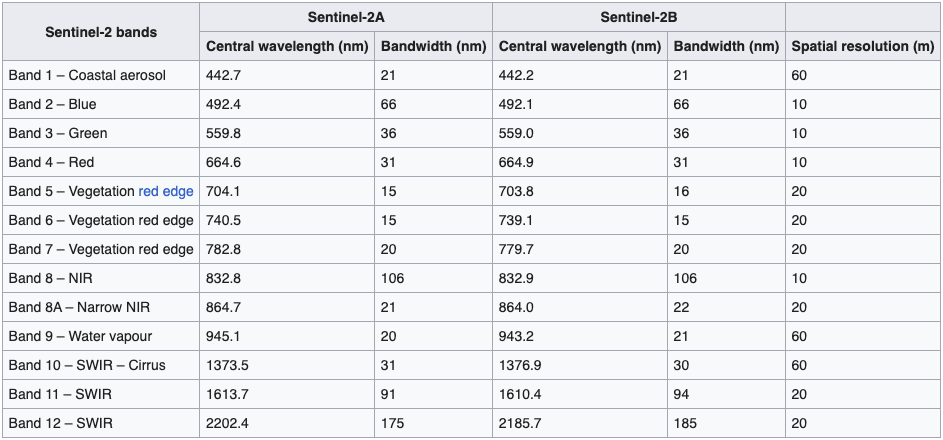 Sentinel-2 bands Sentinel-2A Sentinel-2B
Central wavelength (nm) Bandwidth (nm) Central wavelength (nm) Bandwidth (nm) Spatial resolution (m)
Band 1 – Coastal aerosol 442.7 21 442.2 21 60
Band 2 – Blue 492.4 66 492.1 66 10
Band 3 – Green 559.8 36 559.0 36 10
Band 4 – Red 664.6 31 664.9 31 10
Band 5 – Vegetation red edge 704.1 15 703.8 16 20
Band 6 – Vegetation red edge 740.5 15 739.1 15 20
Band 7 – Vegetation red edge 782.8 20 779.7 20 20
Band 8 – NIR 832.8 106 832.9 106 10
Band 8A – Narrow NIR 864.7 21 864.0 22 20
Band 9 – Water vapour 945.1 20 943.2 21 60
Band 10 – SWIR – Cirrus 1373.5 31 1376.9 30 60
Band 11 – SWIR 1613.7 91 1610.4 94 20
Band 12 – SWIR 2202.4 175 2185.7 185 20